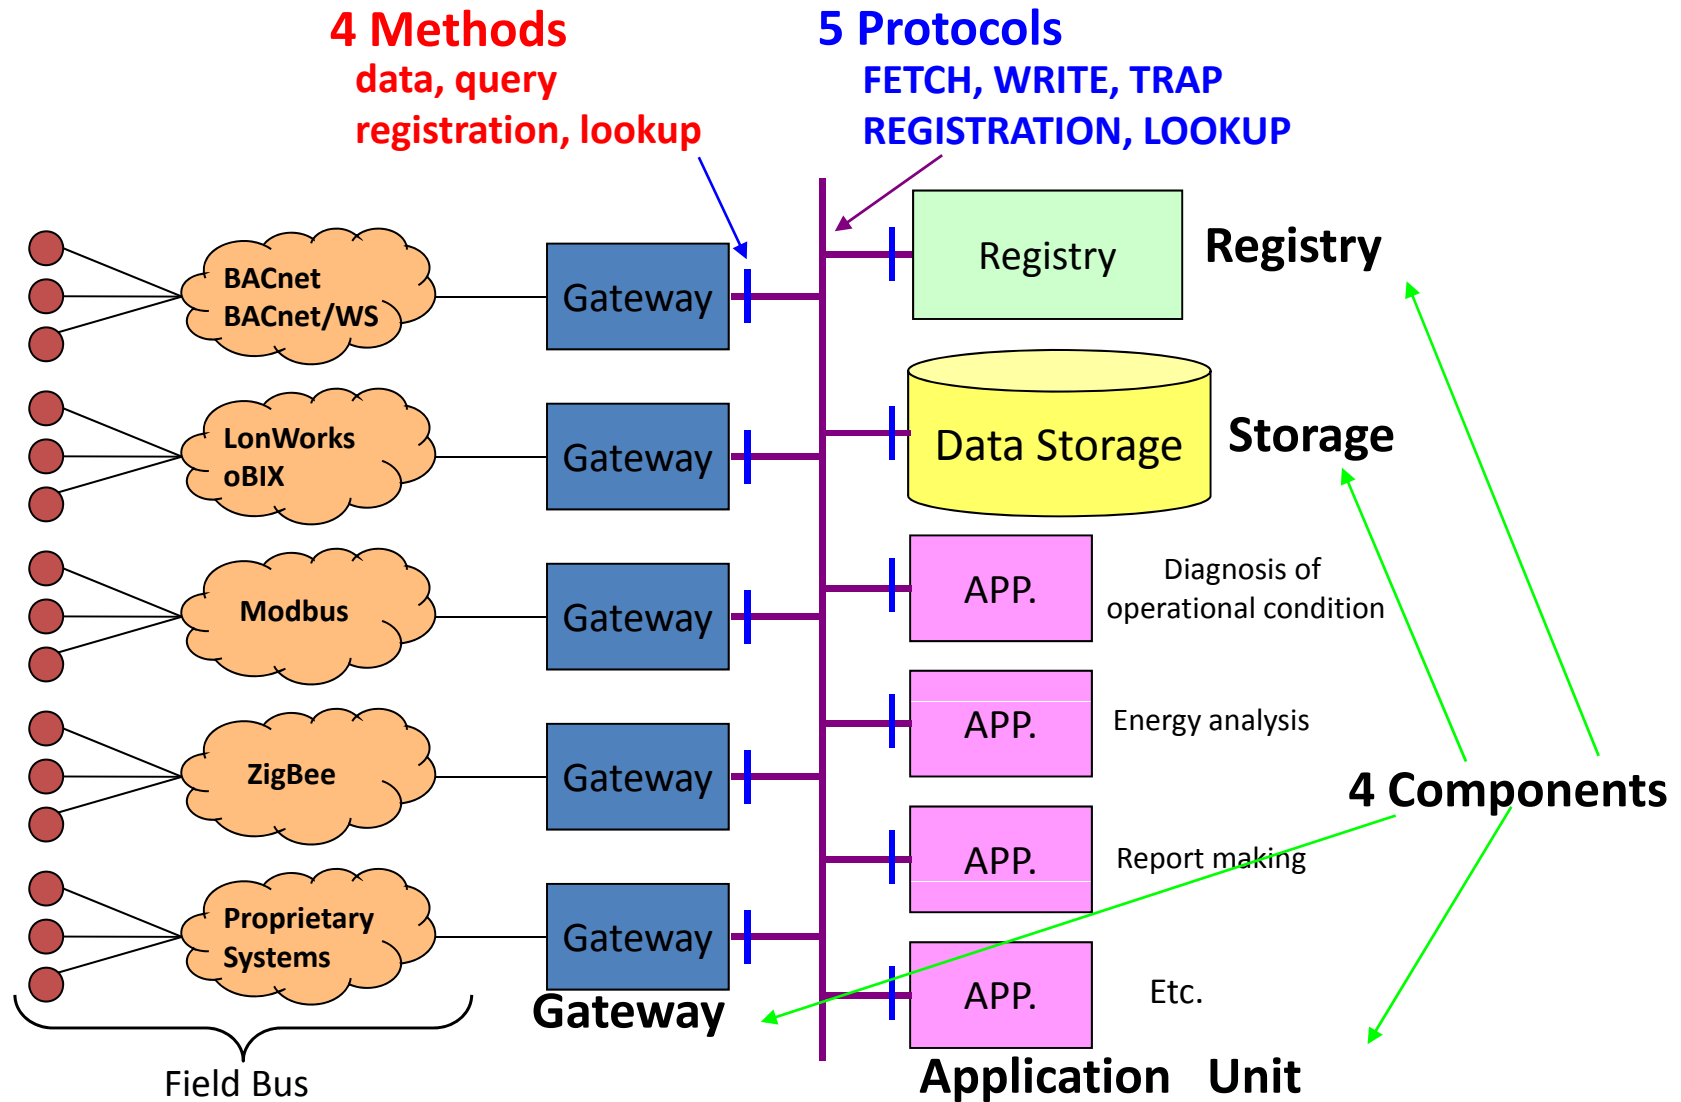 4 Methods
data, query
registration, lookup
5 Protocols
FETCH, WRITE, TRAP
REGISTRATION, LOOKUP
BACnet
BACnet/WS
Gateway
Registry
Registry
LonWorks
oBIX
Gateway
Data Storage
Storage
Modbus
Gateway
APP.
Diagnosis of
operational condition
ZigBee
Gateway
APP.
Energy analysis
4 Components
Proprietary
Systems
Gateway
APP.
Report making
Gateway
APP.
Etc.
Field Bus
Application Unit